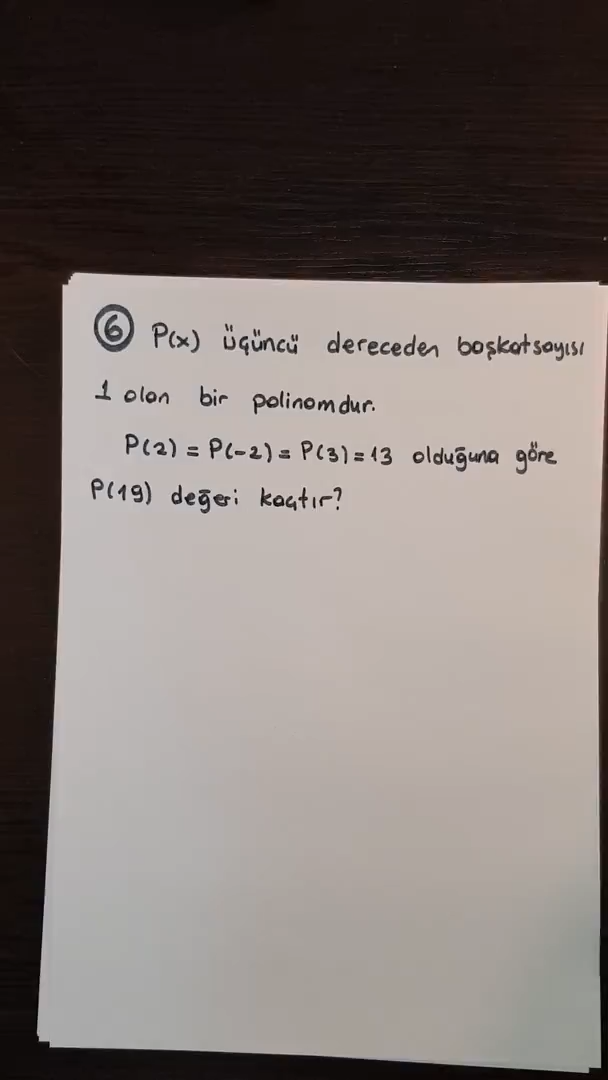 6 P(x) üçüncü dereceden başkatsayısı
1 olan bir polinomdur.
P(2) = P(-2) = P(3) = 13 olduğuna göre
P(19) değeri kaçtır?